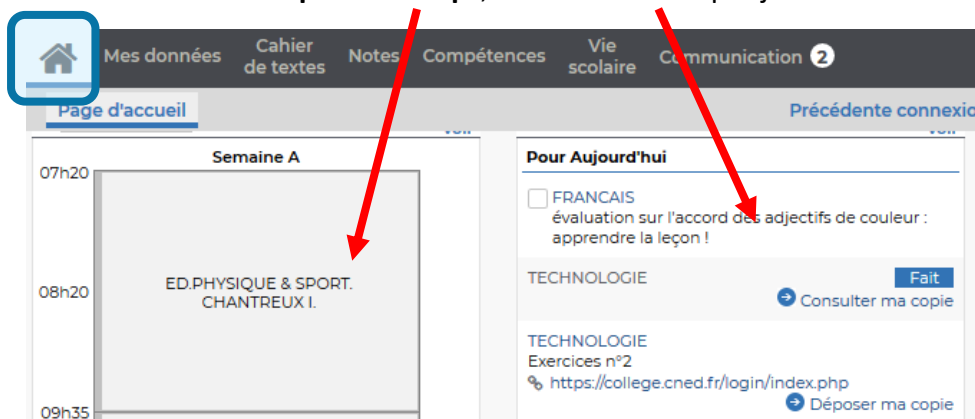 Mes données
Cahier
de textes
Notes
Compétences
Vie
scolaire
Communication 2
Page d'accueil
Précédente connexio
Semaine A
07h20
ED.PHYSIQUE & SPORT.
CHANTREUX I.
08h20
09h35
Pour Aujourd'hui
FRANCAIS
évaluation sur l'accord des adjectifs de couleur :
apprendre la leçon !
TECHNOLOGIE
Fait
Consulter ma copie
TECHNOLOGIE
Exercices n°2
https://college.cned.fr/login/index.php
Déposer ma copie